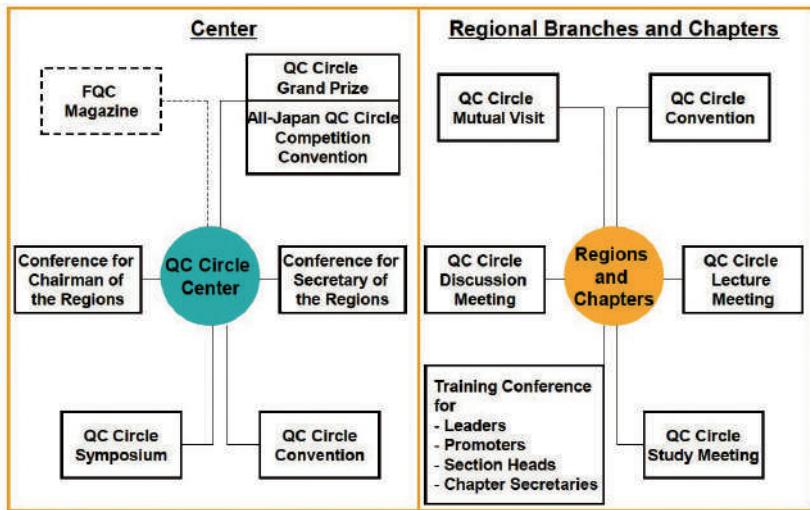 Center
FQC
Magazine
QC Circle
Grand Prize
All-Japan QC Circle
Competition
Convention
Conference for
Chairman of
the Regions
QC Circle
Center
Conference for
Secretary of
the Regions
QC Circle
Symposium
QC Circle
Convention
Regional Branches and Chapters
QC Circle
Mutual Visit
QC Circle
Convention
QC Circle
Discussion
Meeting
Regions
and
Chapters
QC Circle
Lecture
Meeting
Training Conference
for
- Leaders
- Promoters
- Section Heads
- Chapter Secretaries
QC Circle
Study Meeting